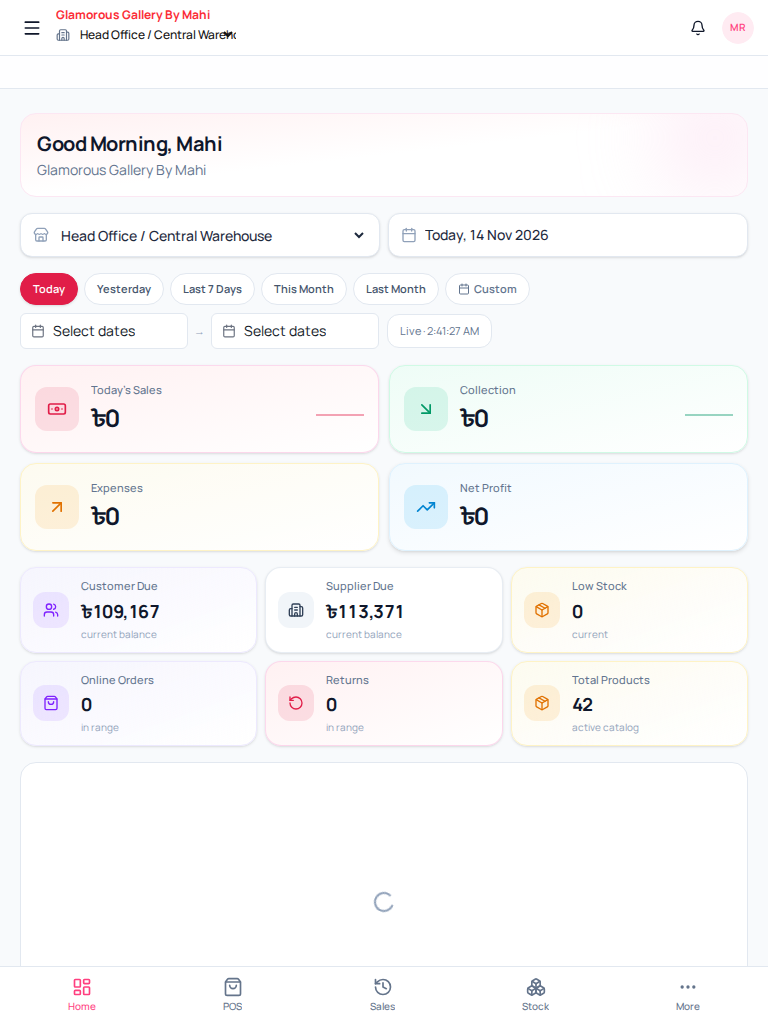 Glamorous Gallery By Mahi
Head Office / Central Wareho
MR
Good Morning, Mahi
Glamorous Gallery By Mahi
Head Office / Central Warehouse
Today, 14 Nov 2026
Today
Yesterday
Last 7 Days
This Month
Last Month
Custom
Select dates
→
Select dates
Live · 2:41:27 AM
Today's Sales
৳0
Collection
৳0
Expenses
৳0
Net Profit
৳0
Customer Due
৳109,167
current balance
Supplier Due
৳113,371
current balance
Low Stock
0
current
Online Orders
0
in range
Returns
0
in range
Total Products
42
active catalog
Home
POS
Sales
Stock
More